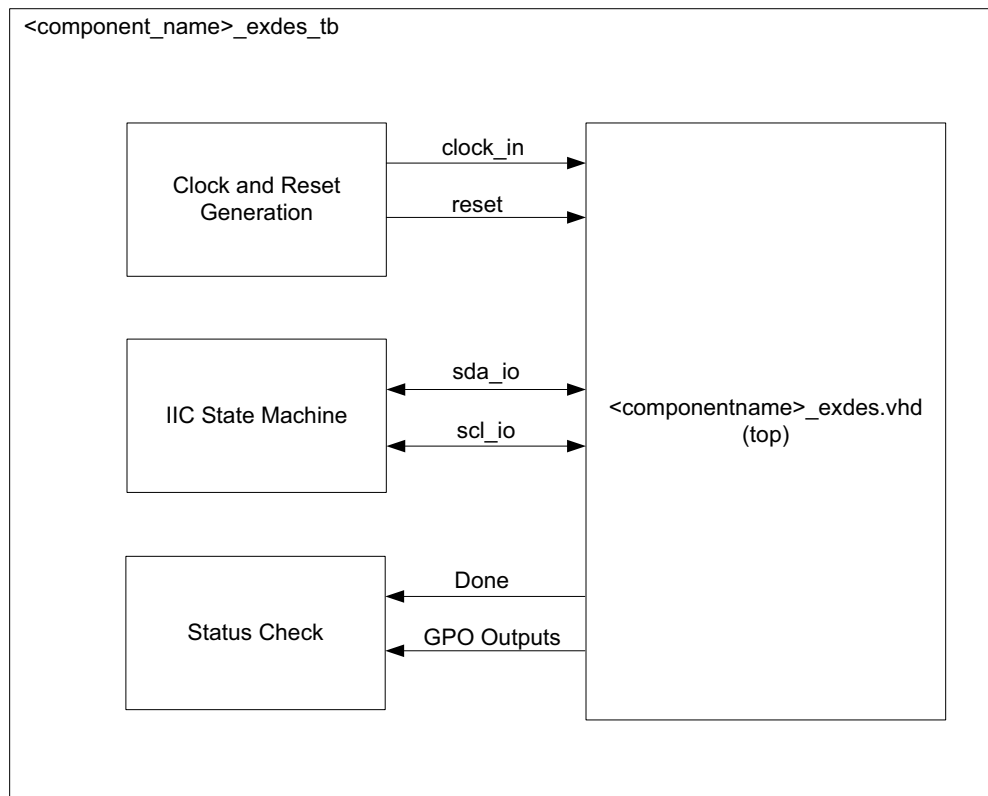 <component_name>_exdes_tb
Clock and Reset
Generation
clock_in
reset
IIC State Machine
sda_io
scl_io
<componentname>_exdes.vhd
(top)
Status Check
Done
GPO Outputs